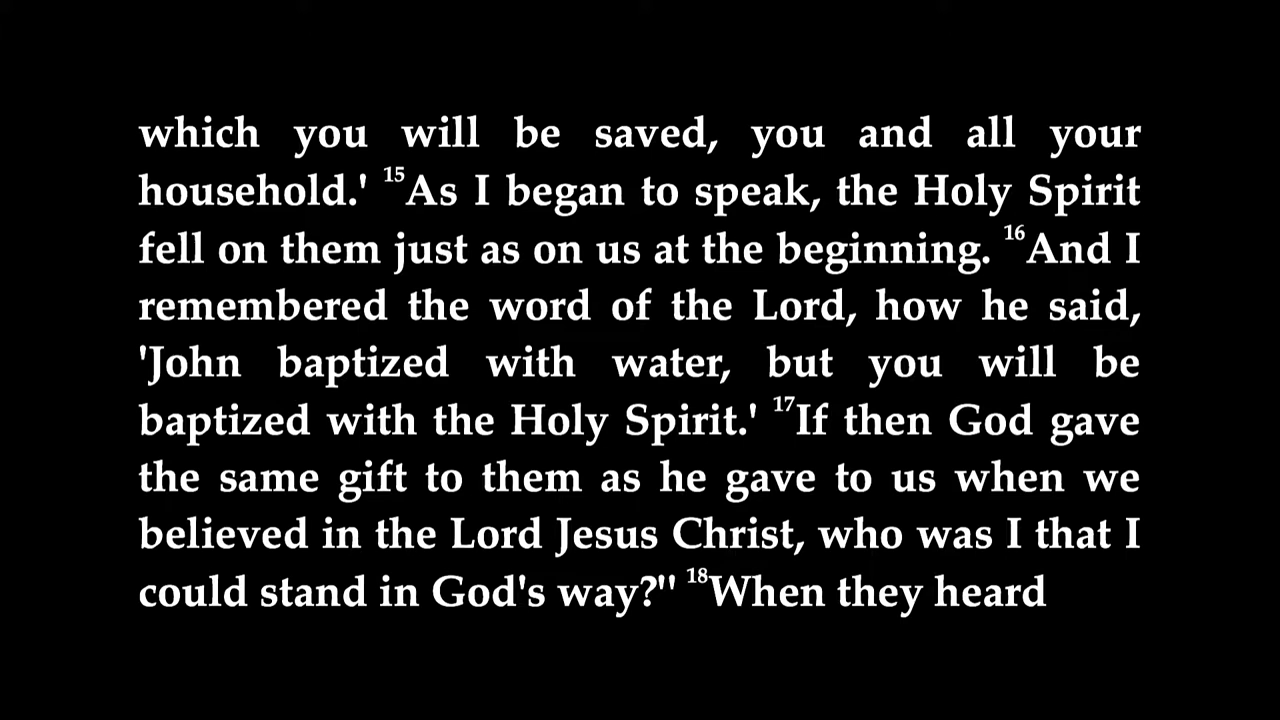 which you will be saved, you and all your
household.' 15As I began to speak, the Holy Spirit
fell on them just as on us at the beginning. 16And I
remembered the word of the Lord, how he said,
'John baptized with water, but you will be
baptized with the Holy Spirit.' 17If then God gave
the same gift to them as he gave to us when we
believed in the Lord Jesus Christ, who was I that I
could stand in God's way?" 18When they heard